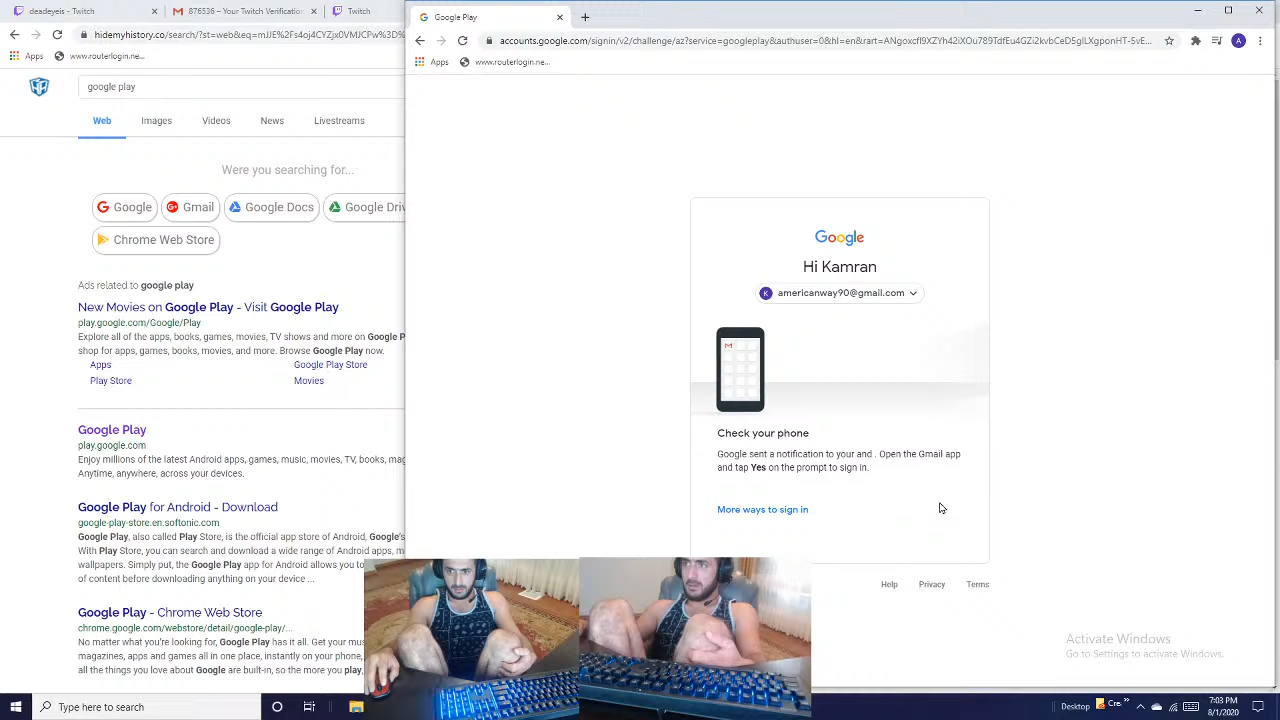 deadeyeis - Twitch
876536 – Your Twitch Verification
Twitch
hidemyhistory.co/search/?st=web&eq=mJJE%2Fs4oj4CYZjx0VMJCPw%3D%
Apps
www.routerlogin.ne...
google play
Web
Images
Videos
News
Livestreams
Were you searching for...
Google
Gmail
Google Docs
Google Driv
Chrome Web Store
Ads related to google play
New Movies on Google Play - Visit Google Play
play.google.com/Google/Play
Explore all of the apps, books, games, movies, TV shows and more on Google P
shop for apps, games, books, movies, and more. Browse Google Play now.
Apps
Google Play Store
Play Store
Movies
Google Play
play.google.com
Enjoy millions of the latest Android apps, games, music, movies, TV, books, mag
Anytime, anywhere, across your devices.
Google Play for Android - Download
google-play-store.en.softonic.com
Google Play, also called Play Store, is the official app store of Android, Google's
With Play Store, you can search and download a wide range of Android apps, m
wallpapers. Simply put, the Google Play app for Android allows you to
of content before downloading anything on your device ...
Google Play - Chrome Web Store
chrome.google.com/webstore/detail/google-play/...
No matter what you're looking for, Google Play has it all. Get your mus
magazines, apps and games all in one place, instantly on your phone,
all the things you love about Google are built-in, so the more you play,
Google Play
accounts.google.com/signin/v2/challenge/az?service=googleplay&authuser=0&hl=en&rart=
A
Apps
www.routerlogin.ne...
Google
Hi Kamran
K americanway90@gmail.com
Check your phone
Google sent a notification to your and . Open the Gmail app
and tap Yes on the prompt to sign in.
More ways to sign in
Help
Privacy
Terms
Activate Windows
Go to Settings to activate Windows.
Type here to search
Desktop
7:03 PM
8/1/2020